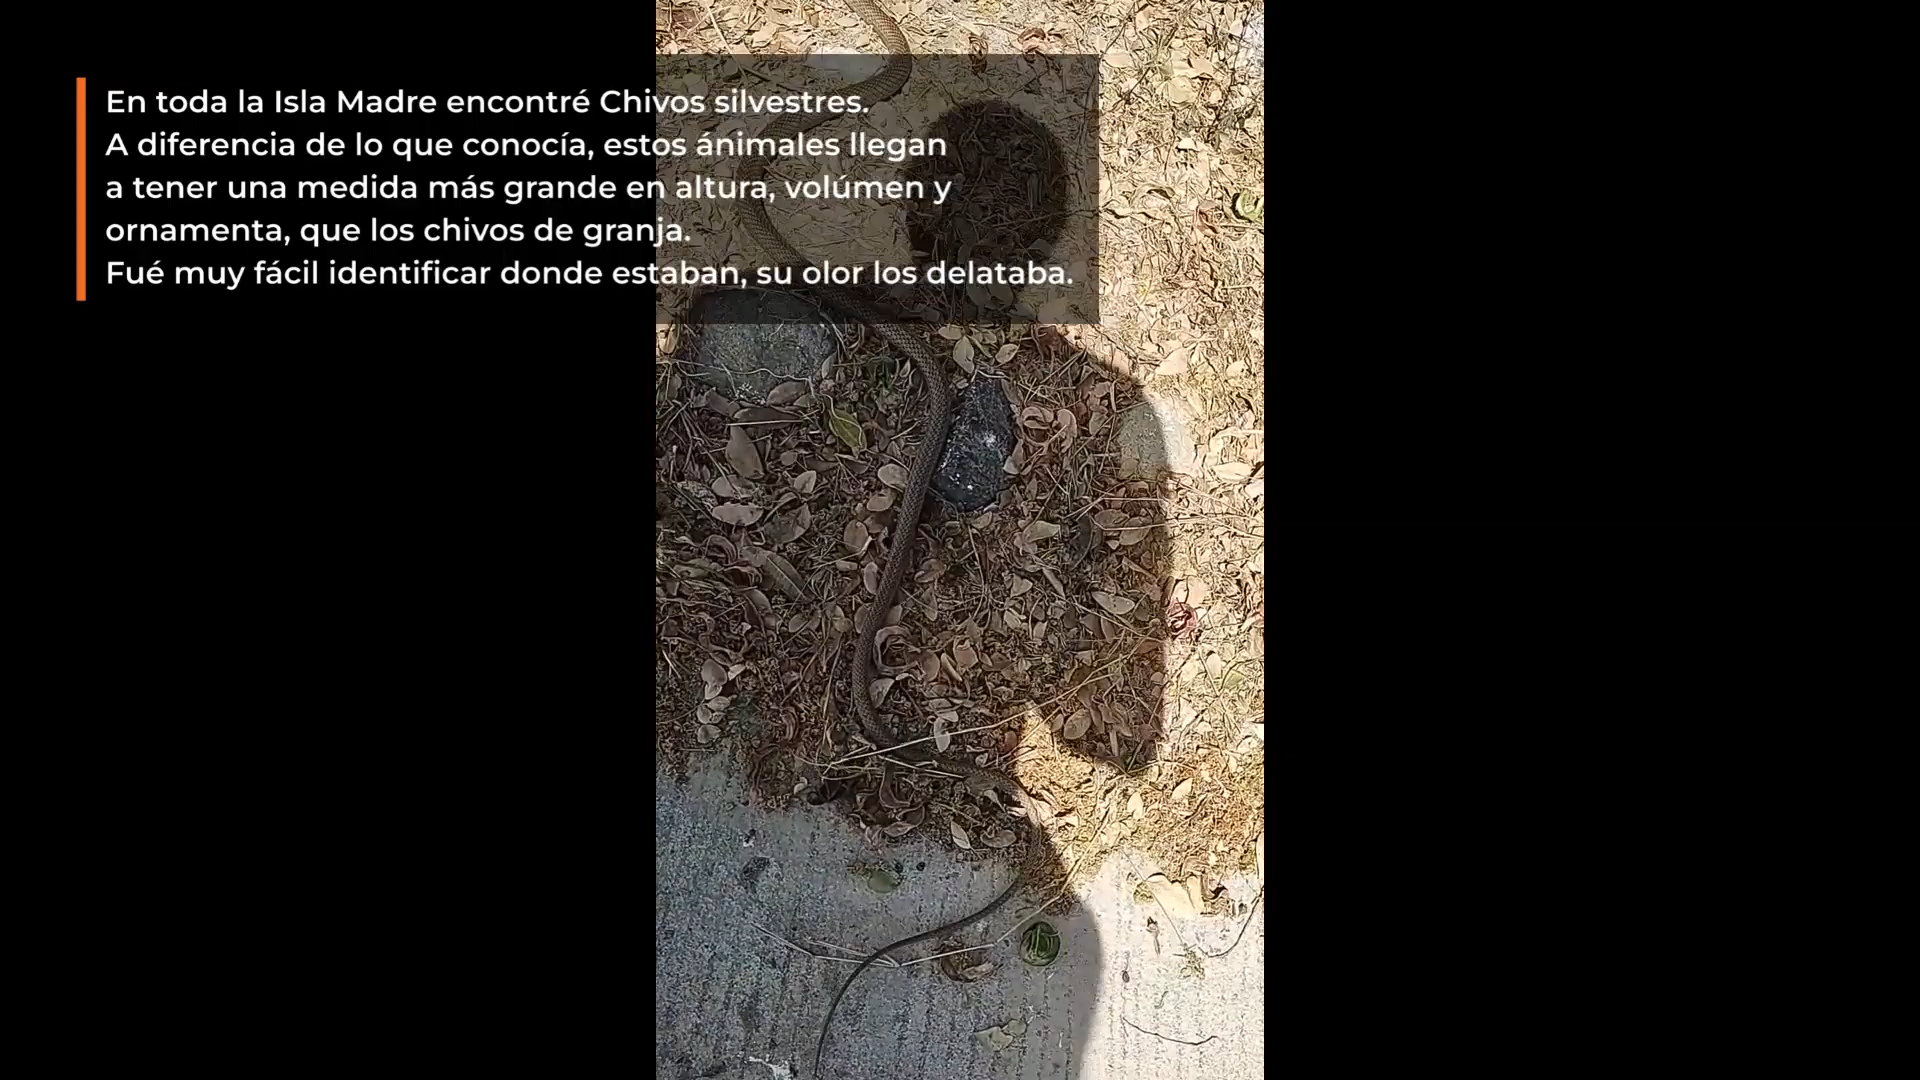 En toda la Isla Madre encontré Chivos silvestres.
A diferencia de lo que conocía, estos ánimales llegan
a tener una medida más grande en altura, volúmen y
ornamenta, que los chivos de granja.
Fué muy fácil identificar donde estaban, su olor los delataba.